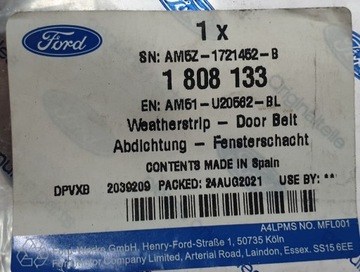 1 x
Ford
SN: AM5Z-1721452-B
1 808 133
EN: AM51-U20562-BL
Weatherstrip - Door Belt
Abdichtung - Fensterschacht
CONTENTS MADE IN Spain
DPVXB 2039209 PACKED: 24AUG2021 USE BY: **
A4LPMS NO. MFL001
Ford-Werke GmbH, Henry-Ford-Straße 1, 50735 Köln
Ford Motor Company Limited, Arterial Road, Laindon, Essex. SS15 6EE